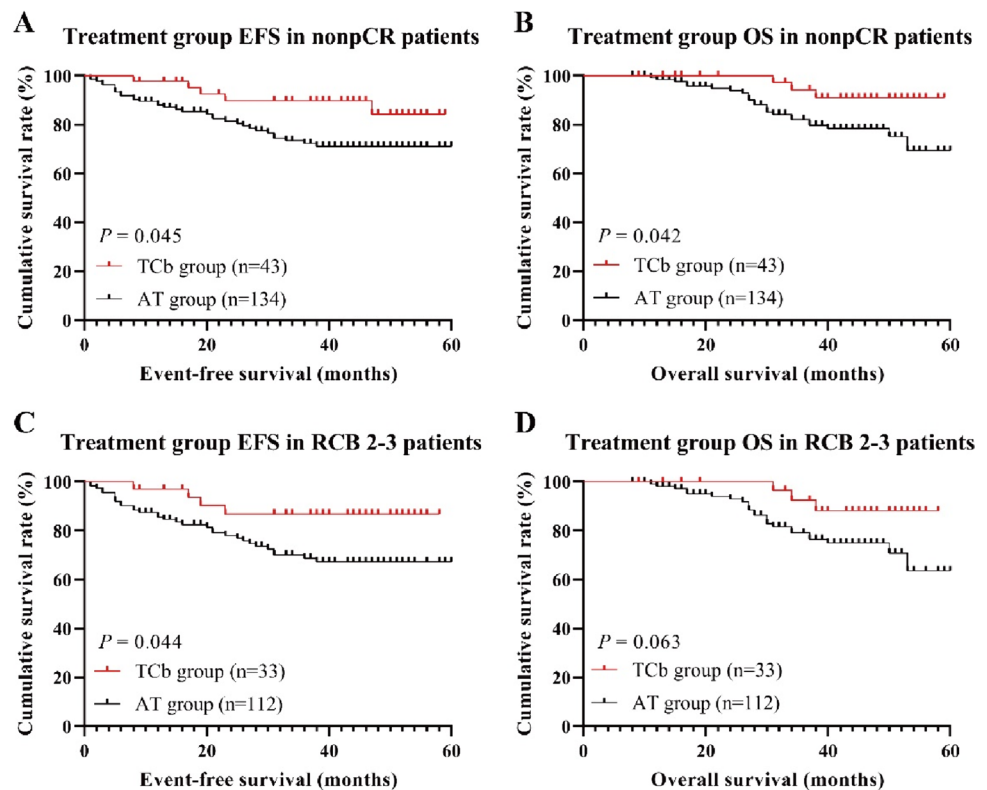 A
Treatment group EFS in nonpCR patients
Cumulative survival rate (%)
100
80
60
40
20
0
P = 0.045
TCb group (n=43)
AT group (n=134)
0 20 40 60
Event-free survival (months)
B
Treatment group OS in nonpCR patients
Cumulative survival rate (%)
100
80
60
40
20
0
P = 0.042
TCb group (n=43)
AT group (n=134)
0 20 40 60
Overall survival (months)
C
Treatment group EFS in RCB 2-3 patients
Cumulative survival rate (%)
100
80
60
40
20
0
P = 0.044
TCb group (n=33)
AT group (n=112)
0 20 40 60
Event-free survival (months)
D
Treatment group OS in RCB 2-3 patients
Cumulative survival rate (%)
100
80
60
40
20
0
P = 0.063
TCb group (n=33)
AT group (n=112)
0 20 40 60
Overall survival (months)